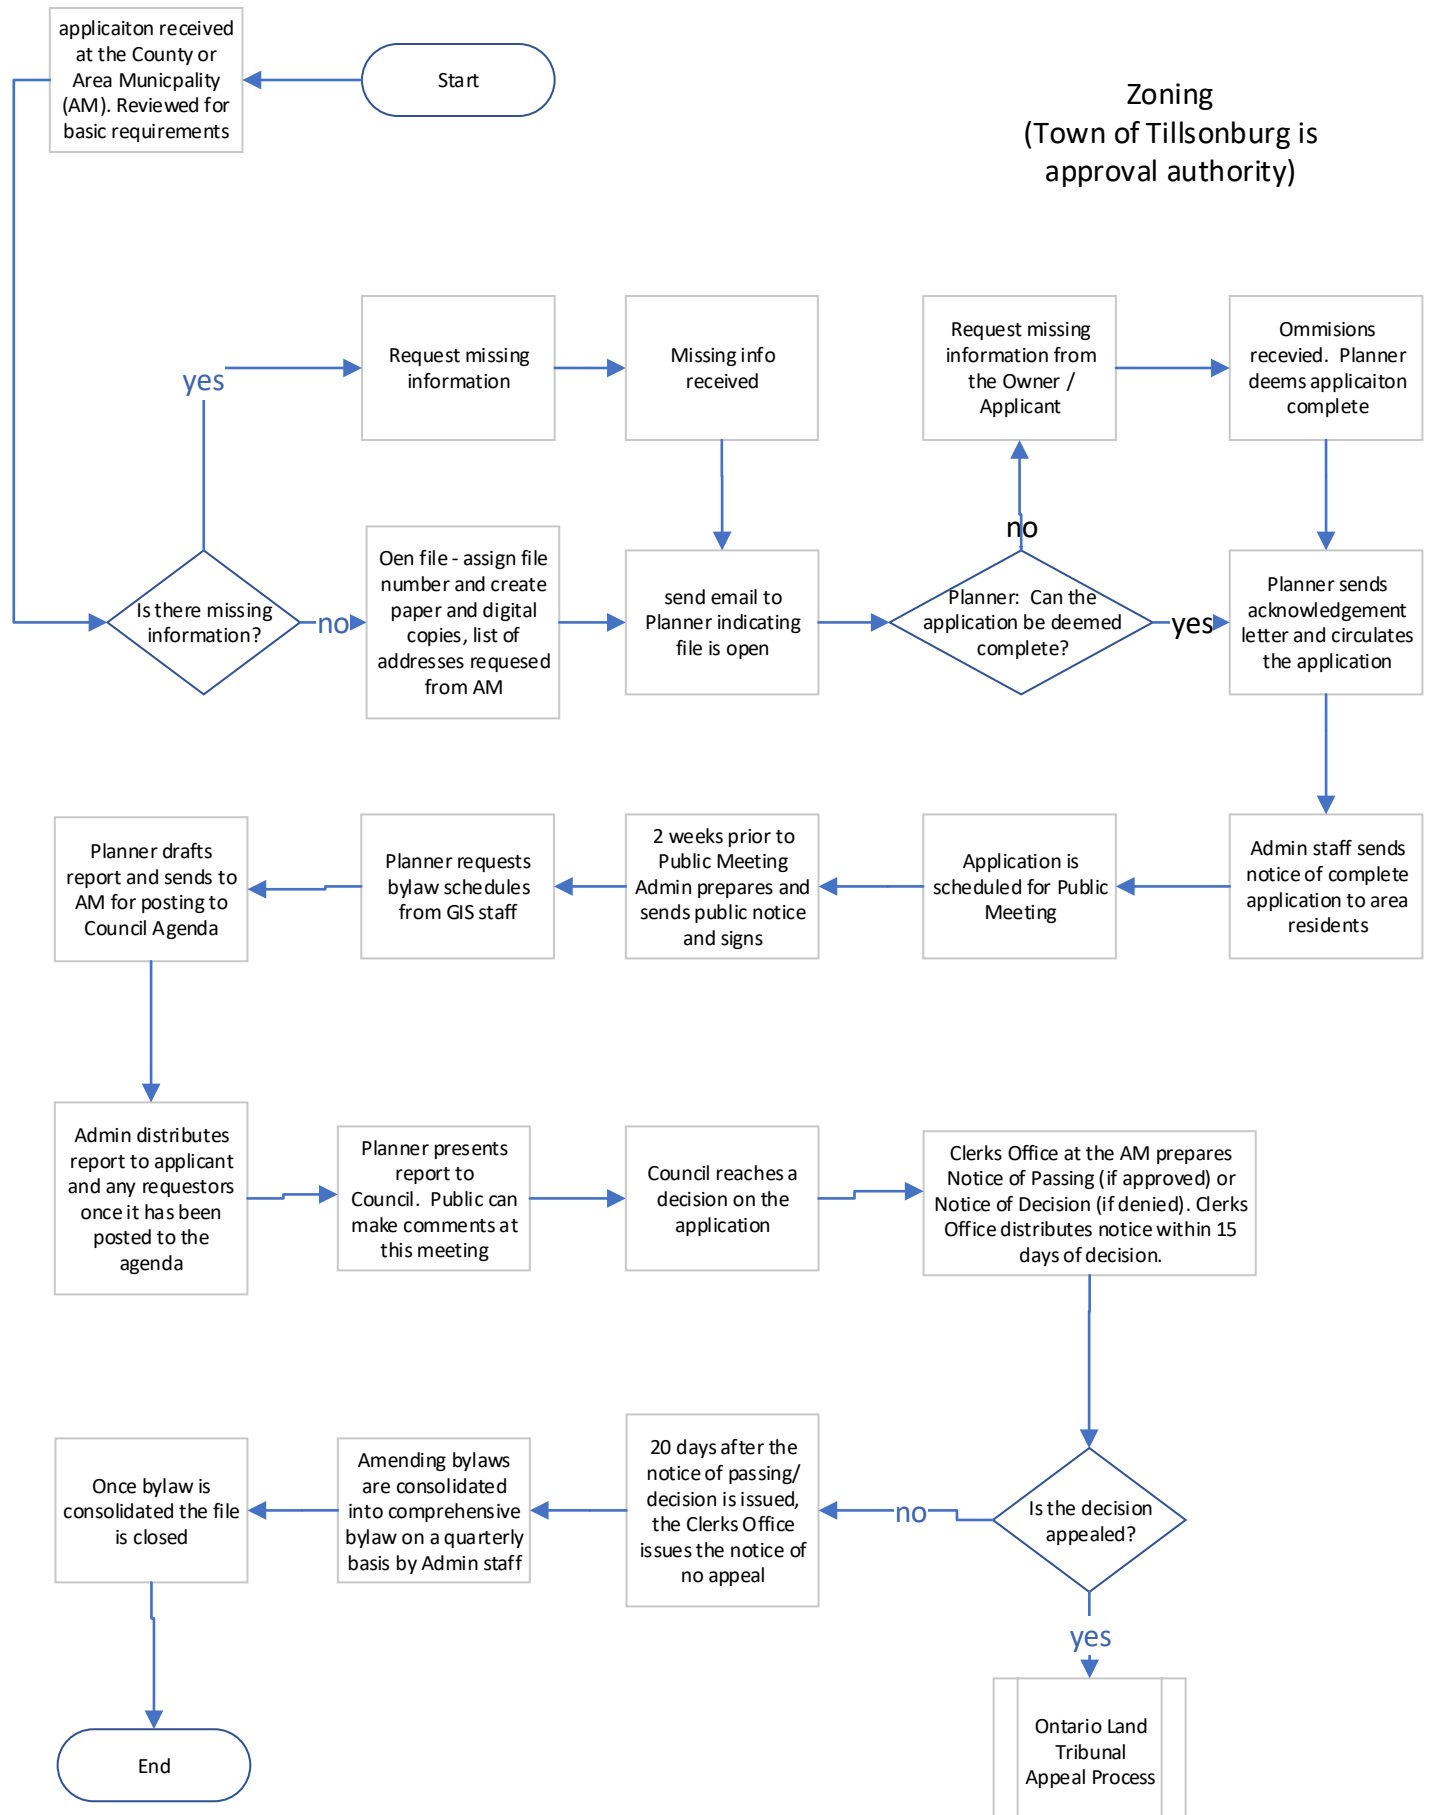 applicaiton received
at the County or
Area Municpality
(AM). Reviewed for
basic requirements
Start
Zoning
(Town of Tillsonburg is
approval authority)
yes
Request missing
information
Missing info
received
Request missing
information from
the Owner /
Applicant
Ommisions
recevied. Planner
deems applicaiton
complete
Is there missing
information?
no
Oen file - assign file
number and create
paper and digital
copies, list of
addresses requesed
from AM
send email to
Planner indicating
file is open
no
Planner: Can the
application be deemed
complete?
yes
Planner sends
acknowledgement
letter and circulates
the application
Planner drafts
report and sends to
AM for posting to
Council Agenda
Planner requests
bylaw schedules
from GIS staff
2 weeks prior to
Public Meeting
Admin prepares and
sends public notice
and signs
Application is
scheduled for Public
Meeting
Admin staff sends
notice of complete
application to area
residents
Admin distributes
report to applicant
and any requestors
once it has been
posted to the
agenda
Planner presents
report to
Council. Public can
make comments at
this meeting
Council reaches a
decision on the
application
Clerks Office at the AM prepares
Notice of Passing (if approved) or
Notice of Decision (if denied). Clerks
Office distributes notice within 15
days of decision.
Once bylaw is
consolidated the file
is closed
Amending bylaws
are consolidated
into comprehensive
bylaw on a quarterly
basis by Admin staff
20 days after the
notice of passing/
decision is issued,
the Clerks Office
issues the notice of
no appeal
no
Is the decision
appealed?
yes
End
Ontario Land
Tribunal
Appeal Process